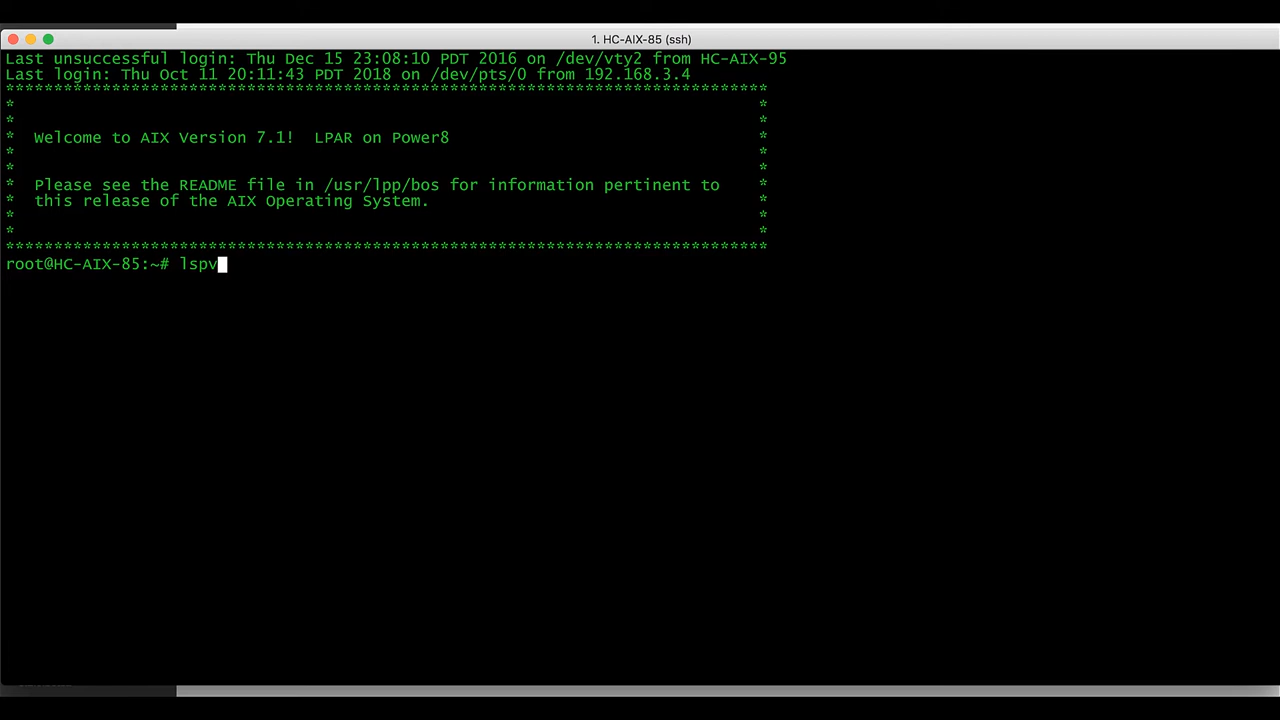 1. HC-AIX-85 (ssh)
Last unsuccessful login: Thu Dec 15 23:08:10 PDT 2016 on /dev/vty2 from HC-AIX-95
Last login: Thu Oct 11 20:11:43 PDT 2018 on /dev/pts/0 from 192.168.3.4
*******************************************************************************
*                                                                             *
*                                                                             *
*  Welcome to AIX Version 7.1!  LPAR on Power8                                *
*                                                                             *
*                                                                             *
*  Please see the README file in /usr/lpp/bos for information pertinent to    *
*  this release of the AIX Operating System.                                  *
*                                                                             *
*                                                                             *
*******************************************************************************
root@HC-AIX-85:~# lspv